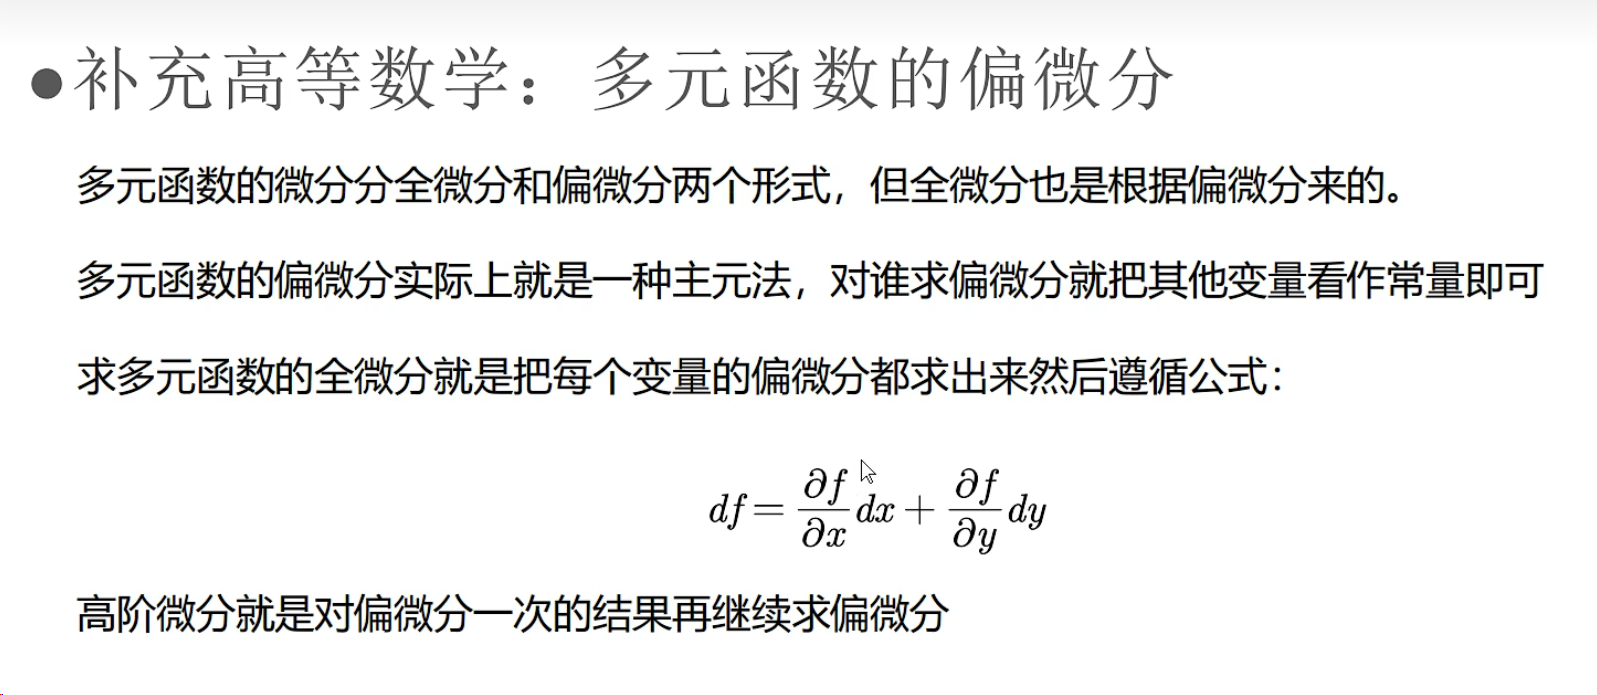 ●补充高等数学：多元函数的偏微分
多元函数的微分分全微分和偏微分两个形式，但全微分也是根据偏微分来的。
多元函数的偏微分实际上就是一种主元法，对谁求偏微分就把其他变量看作常量即可
求多元函数的全微分就是把每个变量的偏微分都求出来然后遵循公式：
df = ∂f/∂x dx + ∂f/∂y dy
高阶微分就是对偏微分一次的结果再继续求偏微分